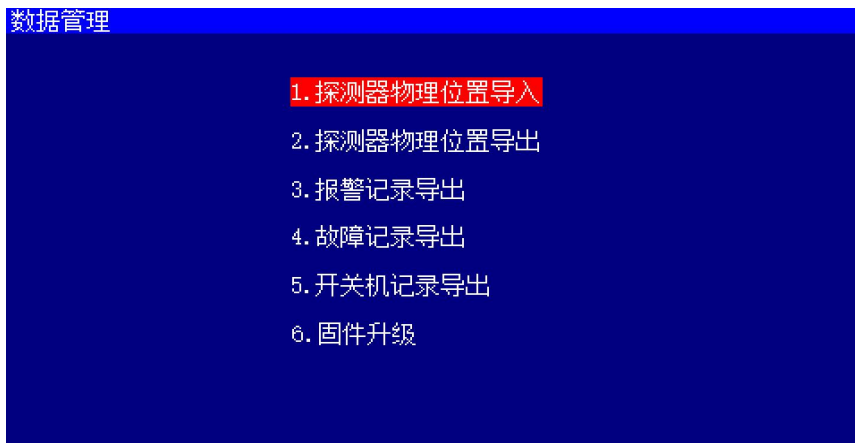 数据管理
1.探测器物理位置导入
2.探测器物理位置导出
3.报警记录导出
4.故障记录导出
5.开关机记录导出
6.固件升级